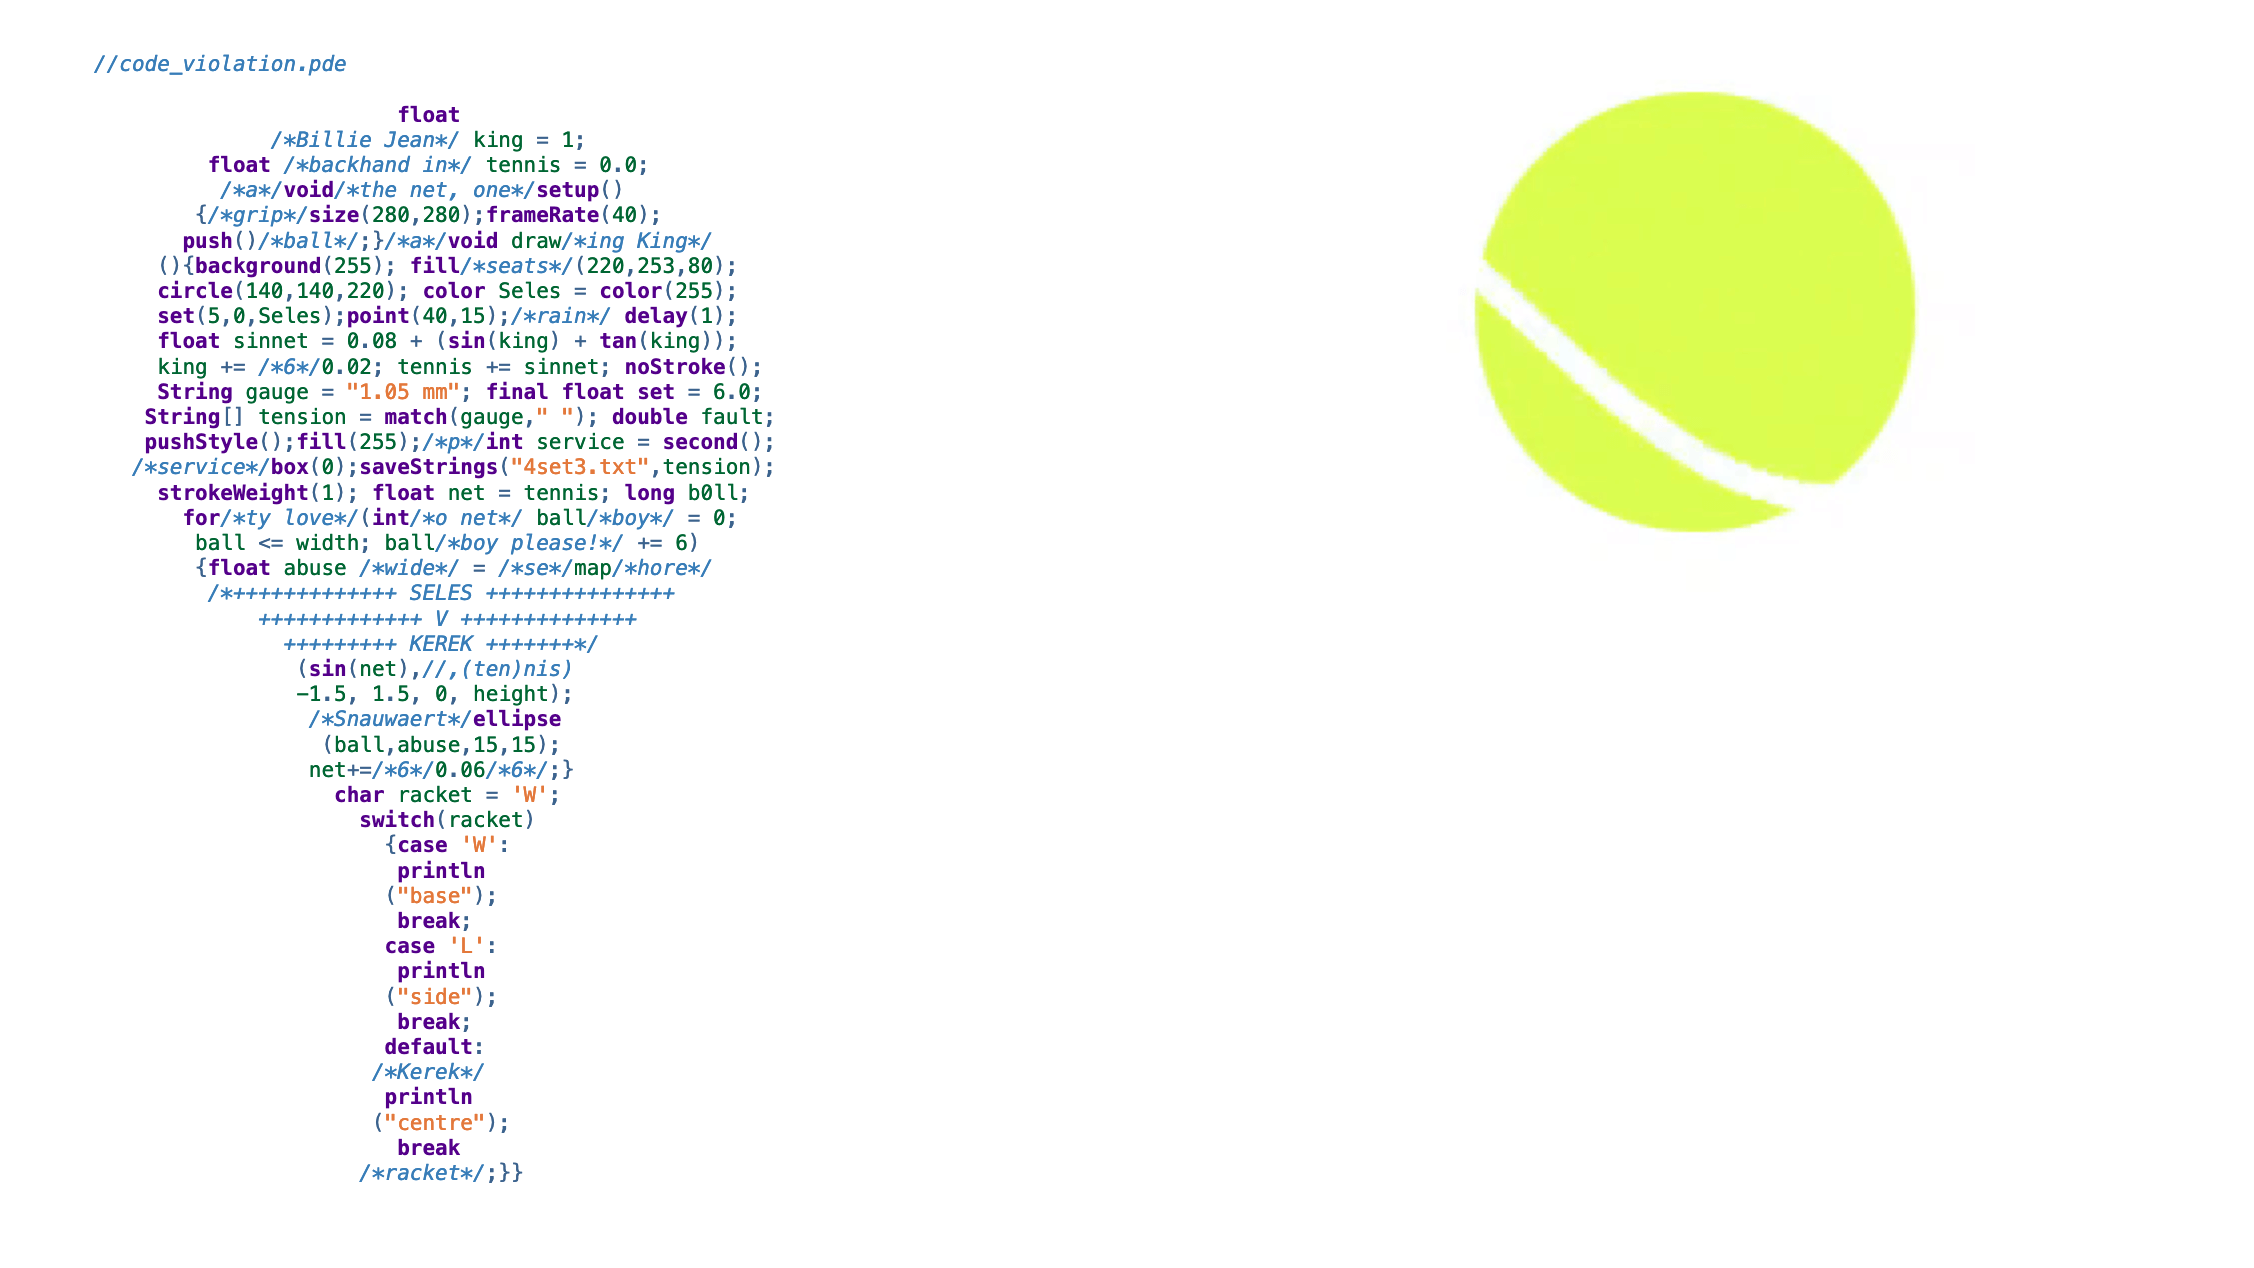 //code_violation.pde
float
/*Billie Jean*/ king = 1;
float /*backhand in*/ tennis = 0.0;
/*a*/void/*the net, one*/setup()
{/*grip*/size(280,280);frameRate(40);
push()/*ball*/;}/*a*/void draw/*ing King*/
(){background(255); fill/*seats*/(220,253,80);
circle(140,140,220); color Seles = color(255);
set(5,0,Seles);point(40,15);/*rain*/ delay(1);
float sinnet = 0.08 + (sin(king) + tan(king));
king += /*6*/0.02; tennis += sinnet; noStroke();
String gauge = "1.05 mm"; final float set = 6.0;
String[] tension = match(gauge," "); double fault;
pushStyle();fill(255);/*p*/int service = second();
/*service*/box(0);saveStrings("4set3.txt",tension);
strokeWeight(1); float net = tennis; long b0ll;
for/*ty love*/(int/*o net*/ ball/*boy*/ = 0;
ball <= width; ball/*boy please!*/ += 6)
{float abuse /*wide*/ = /*se*/map/*hore*/
/*+++++++++++++ SELES +++++++++++++++
+++++++++++++ V ++++++++++++++
+++++++++ KEREK +++++++*/
(sin(net),//,(ten)nis)
-1.5, 1.5, 0, height);
/*Snauwaert*/ellipse
(ball,abuse,15,15);
net+=/*6*/0.06/*6*/;}
char racket = 'W';
switch(racket)
{case 'W':
println
("base");
break;
case 'L':
println
("side");
break;
default:
/*Kerek*/
println
("centre");
break
/*racket*/;}}